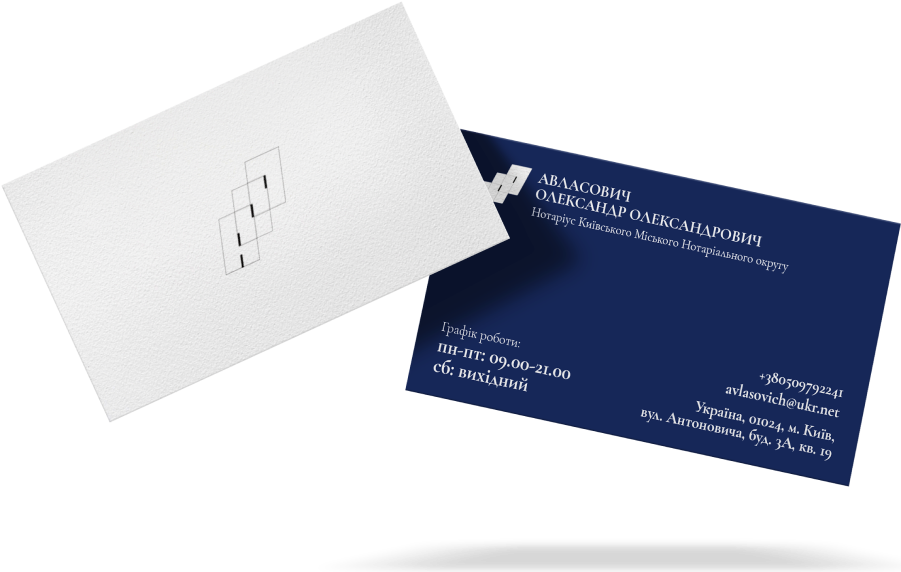 АВЛАСОВИЧ
ОЛЕКСАНДР ОЛЕКСАНДРОВИЧ
Нотаріус Київського Міського Нотаріального округу
Графік роботи:
пн-пт: 09.00-21.00
сб: вихідний
+380509792241
avlasovich@ukr.net
Україна, 01024, м. Київ,
вул. Антоновича, буд. 3А, кв. 19